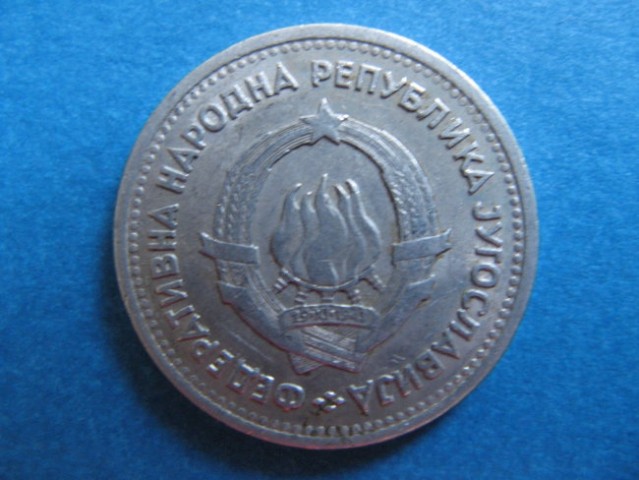 ФЕДЕРАТИВНА НАРОДНА РЕПУБЛИКА ЈУГОСЛАВИЈА